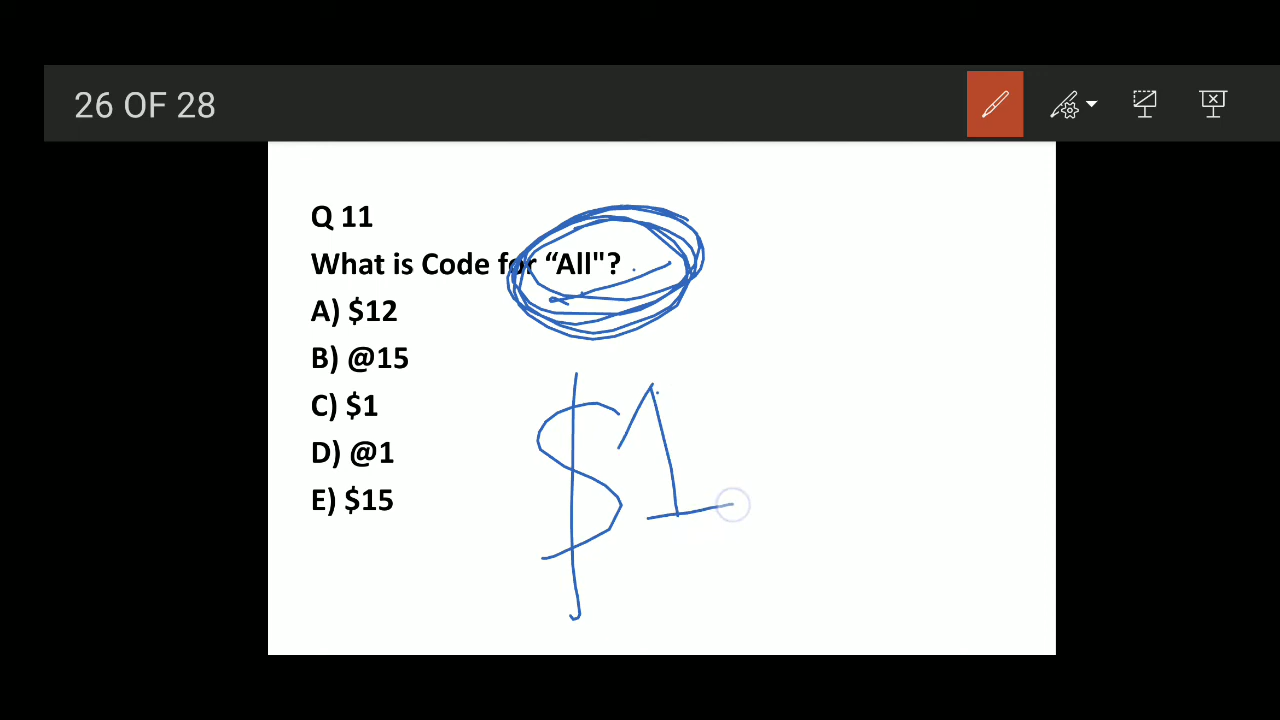 26 OF 28
Q 11
What is Code for “All"?
A) $12
B) @15
C) $1
D) @1
E) $15
$1